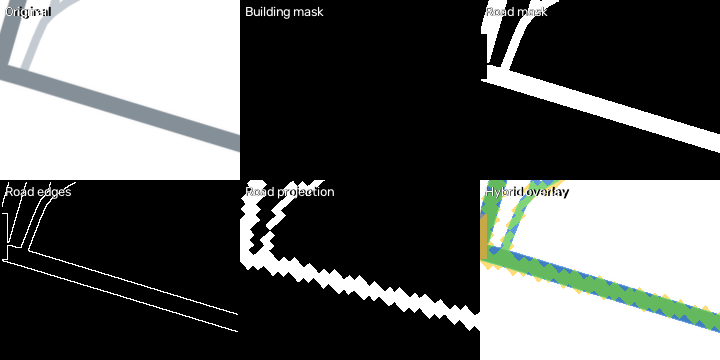 Original
Building mask
Road mask
Road edges
Road projection
Hybrid overlay